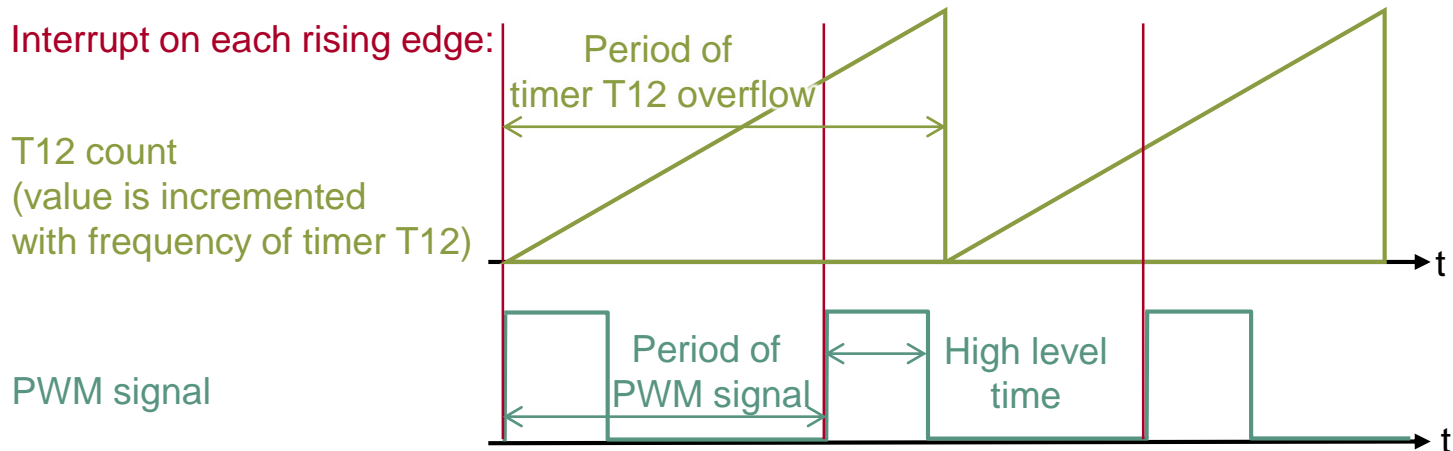 Interrupt on each rising edge:
Period of
timer T12 overflow
T12 count
(value is incremented
with frequency of timer T12)
t
PWM signal
Period of
PWM signal
High level
time
t